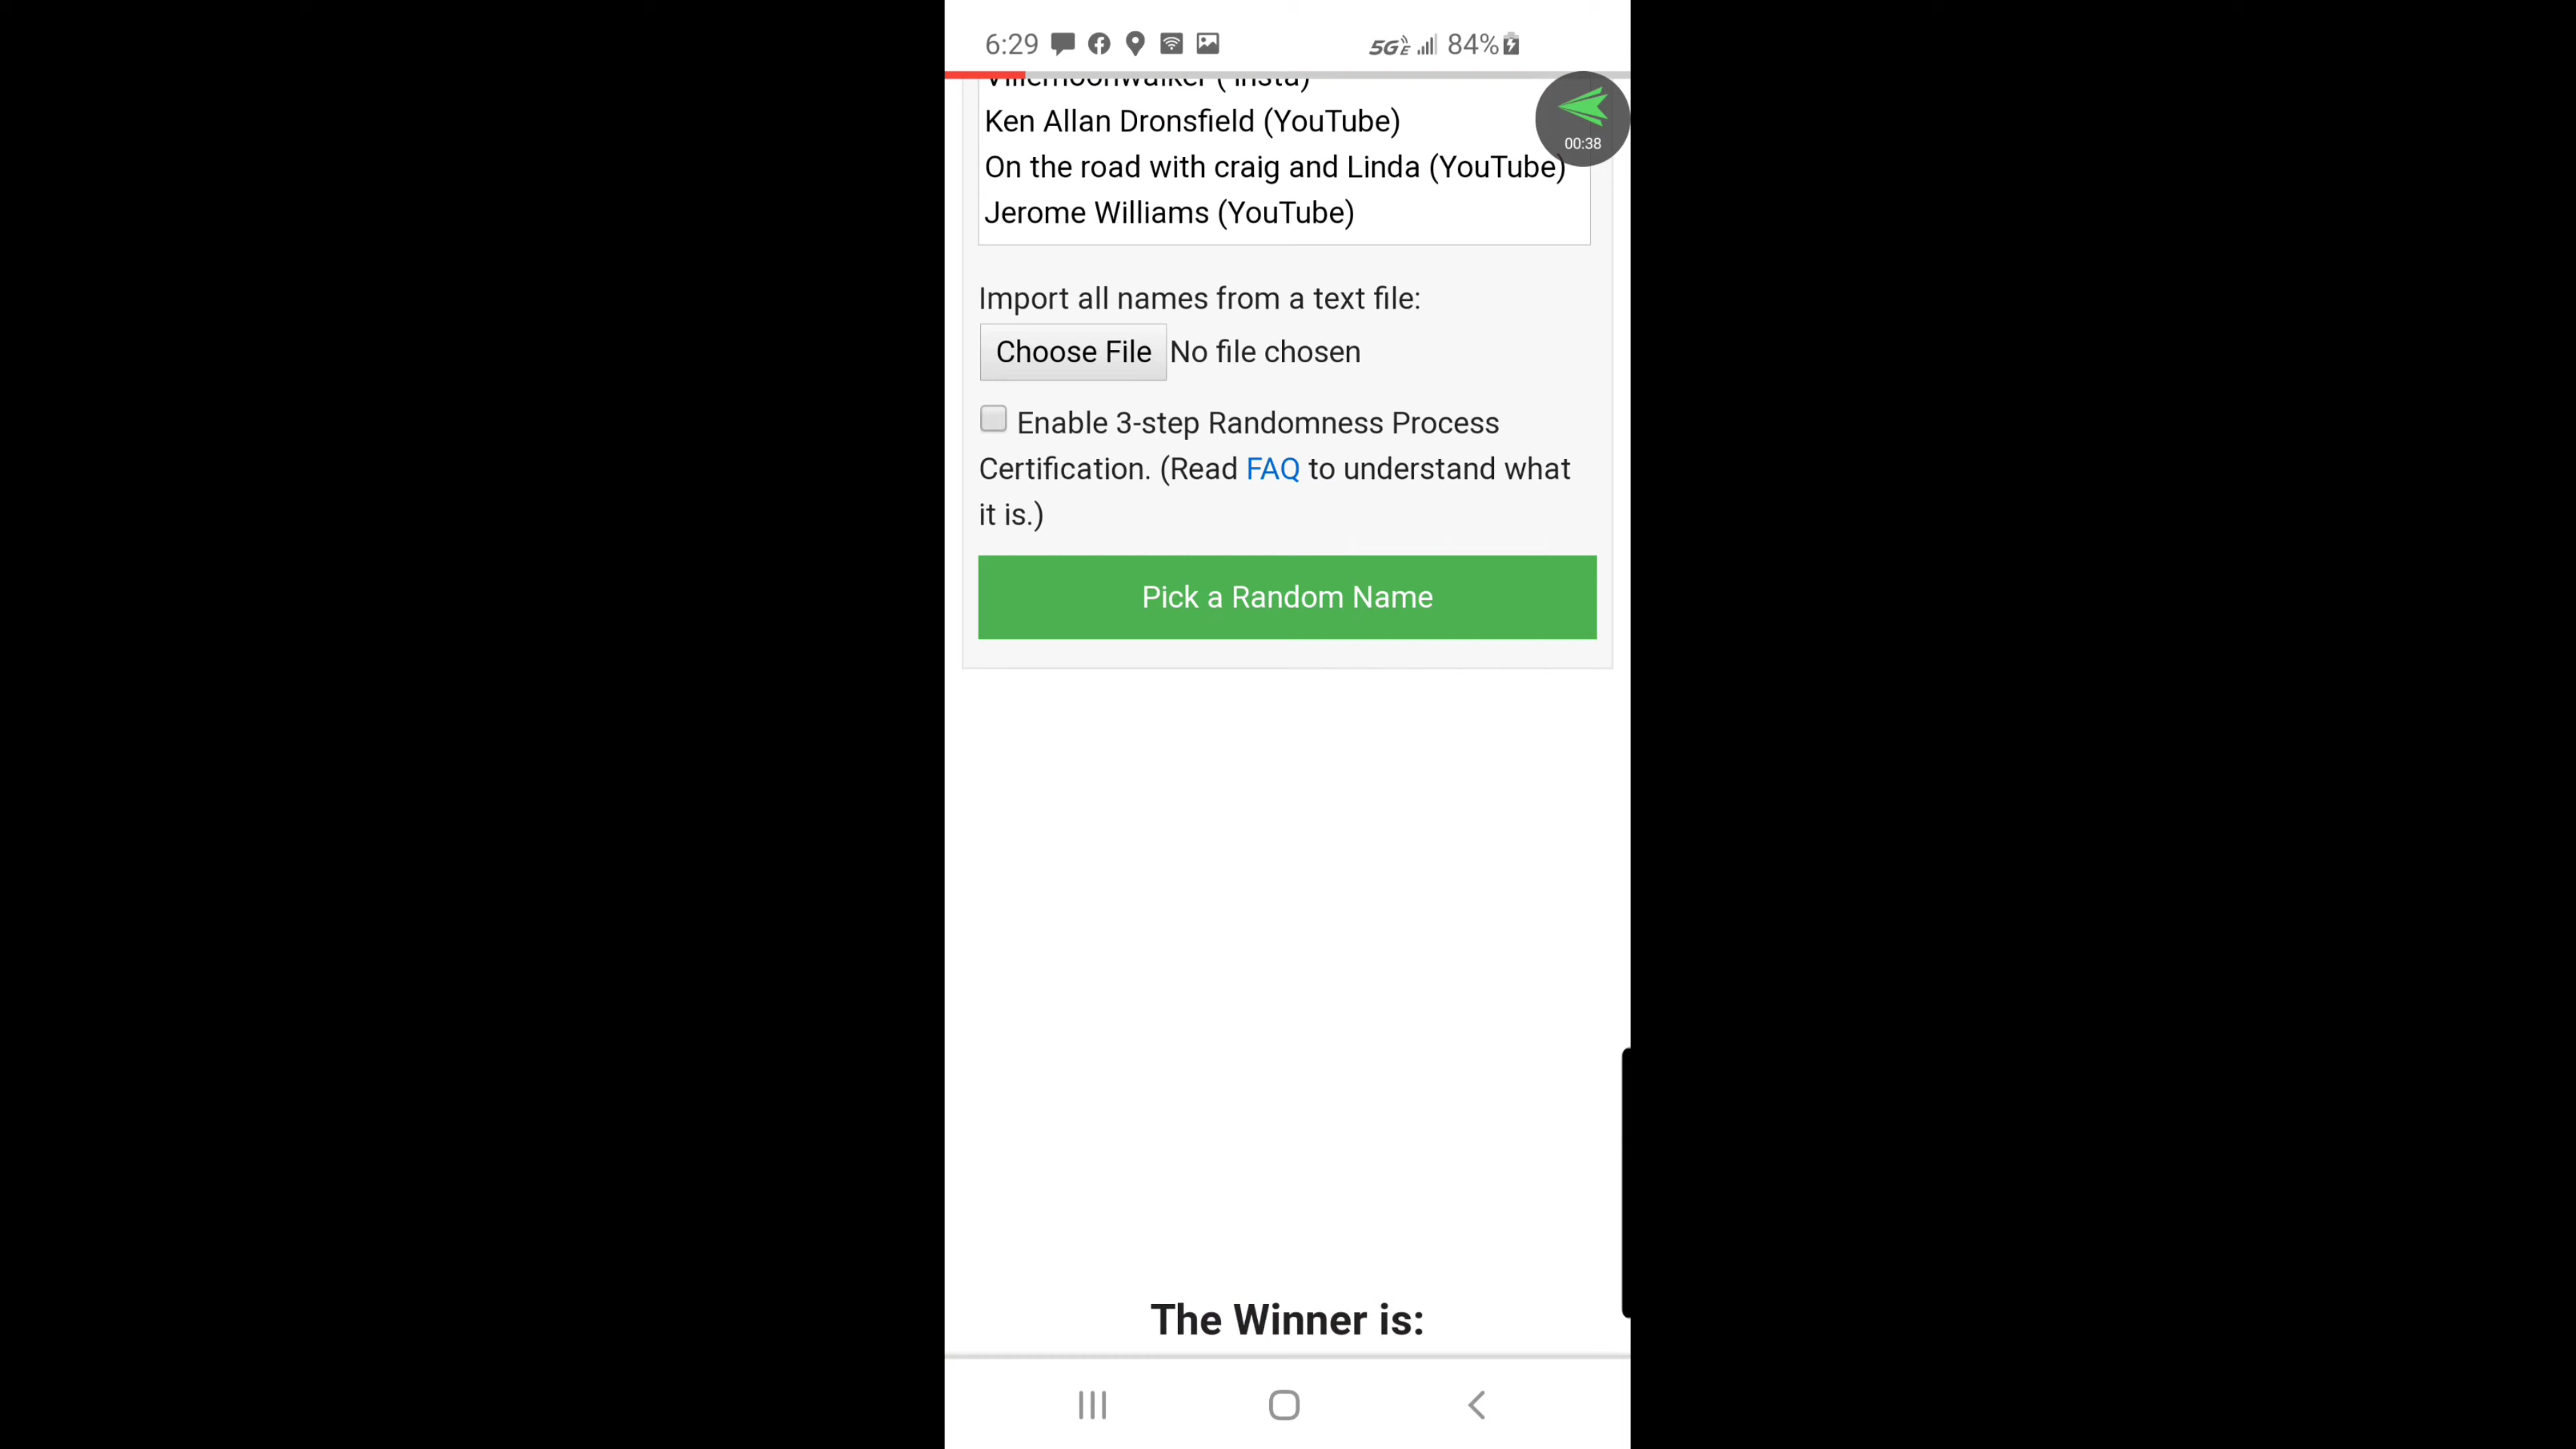 6:29 84%
00:38
Ken Allan Dronsfield (YouTube)
On the road with craig and Linda (YouTube)
Jerome Williams (YouTube)
Import all names from a text file:
Choose File No file chosen
Enable 3-step Randomness Process
Certification. (Read FAQ to understand what
it is.)
Pick a Random Name
The Winner is: